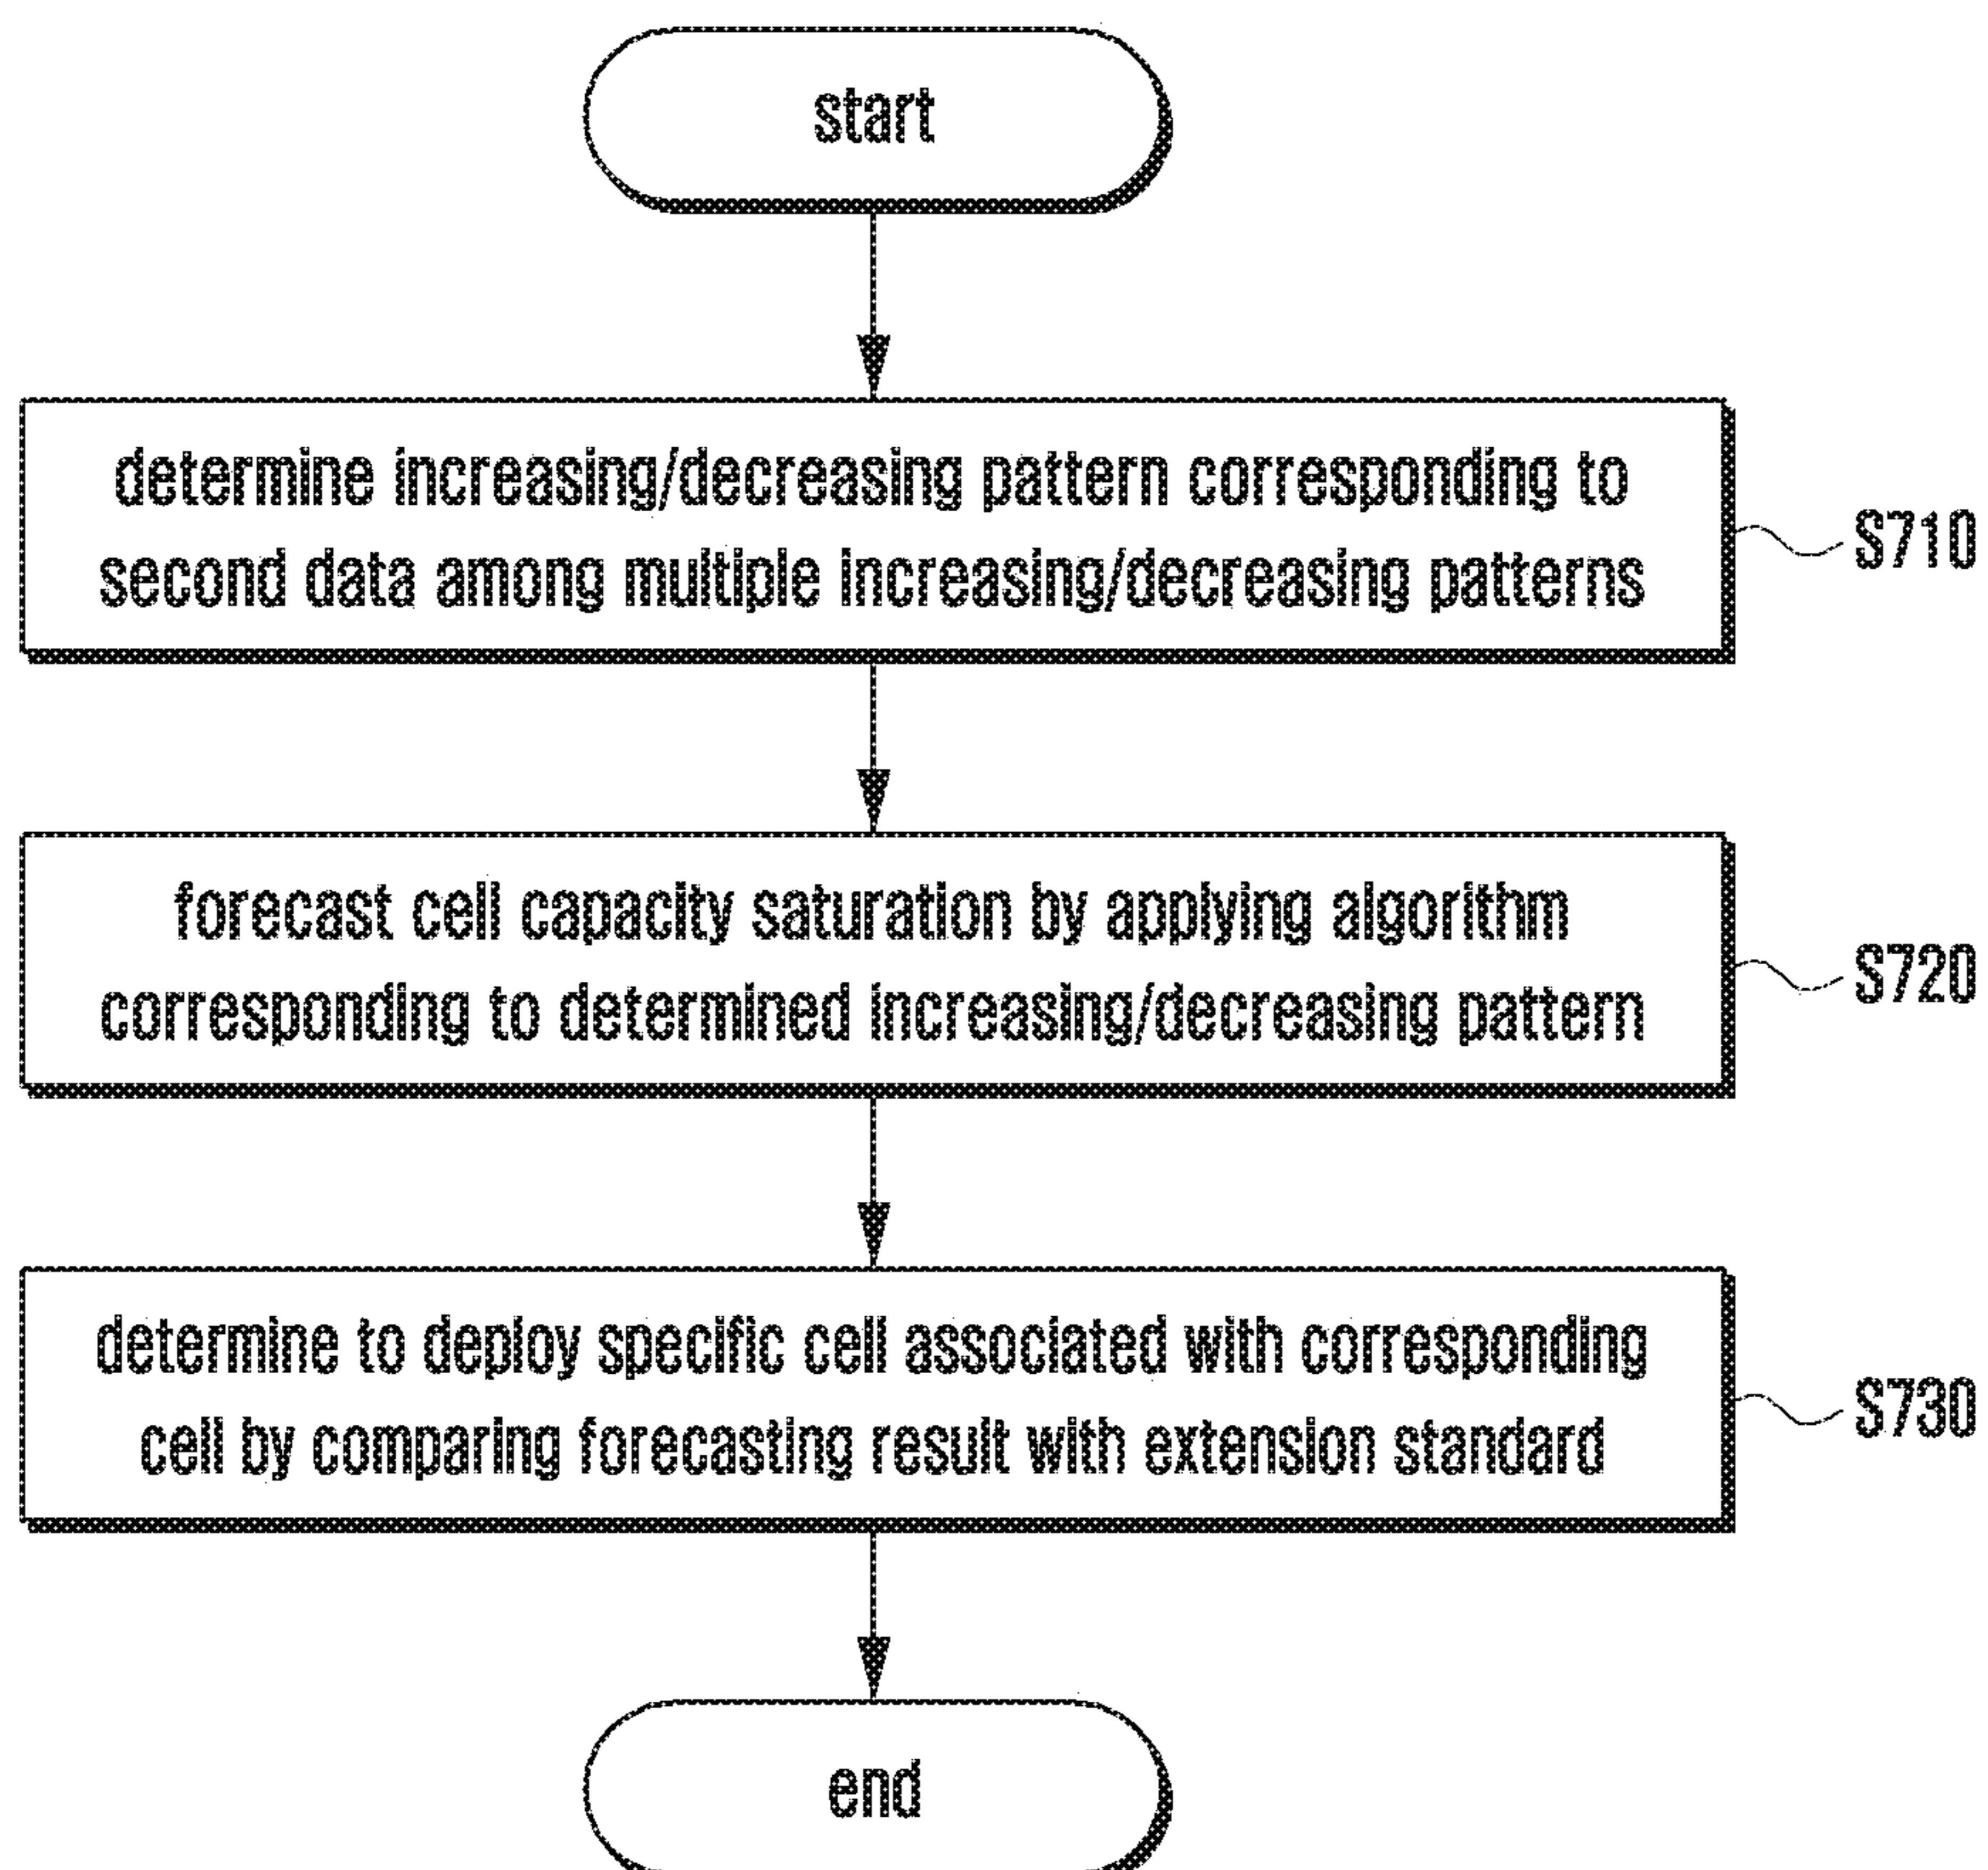 start
determine increasing/decreasing pattern corresponding to
second data among multiple increasing/decreasing patterns
S710
forecast cell capacity saturation by applying algorithm
corresponding to determined increasing/decreasing pattern
S720
determine to deploy specific cell associated with corresponding
cell by comparing forecasting result with extension standard
S730
end